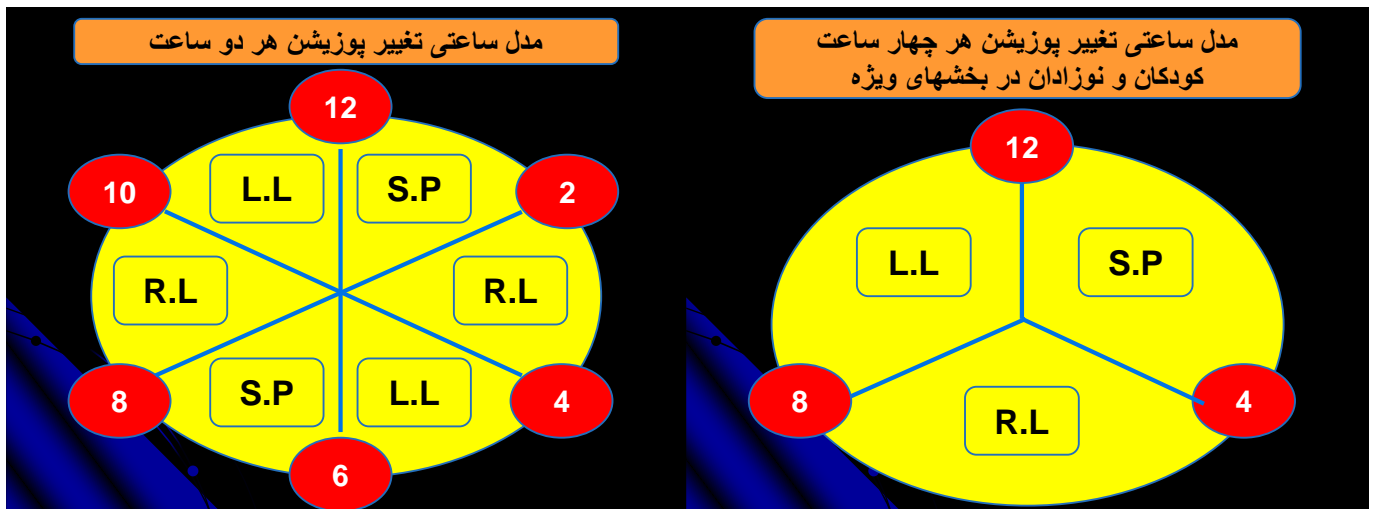 مدل ساعتی تغییر پوزیشن هر دو ساعت
12
10
L.L
S.P
2
R.L
R.L
8
S.P
L.L
4
6
مدل ساعتی تغییر پوزیشن هر چهار ساعت
کودکان و نوزادان در بخشهای ویژه
12
L.L
S.P
8
R.L
4